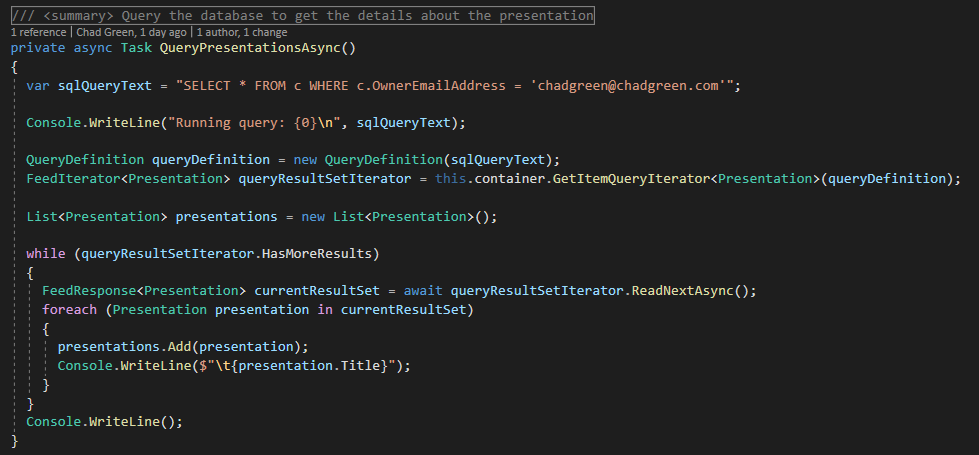 /// <summary> Query the database to get the details about the presentation
1 reference | Chad Green, 1 day ago | 1 author, 1 change
private async Task QueryPresentationsAsync()
{
var sqlQueryText = "SELECT * FROM c WHERE c.OwnerEmailAddress = 'chadgreen@chadgreen.com'";
Console.WriteLine("Running query: {0}\n", sqlQueryText);
QueryDefinition queryDefinition = new QueryDefinition(sqlQueryText);
FeedIterator<Presentation> queryResultSetIterator = this.container.GetItemQueryIterator<Presentation>(queryDefinition);
List<Presentation> presentations = new List<Presentation>();
while (queryResultSetIterator.HasMoreResults)
{
FeedResponse<Presentation> currentResultSet = await queryResultSetIterator.ReadNextAsync();
foreach (Presentation presentation in currentResultSet)
{
presentations.Add(presentation);
Console.WriteLine($"\t{presentation.Title}");
}
}
Console.WriteLine();
}